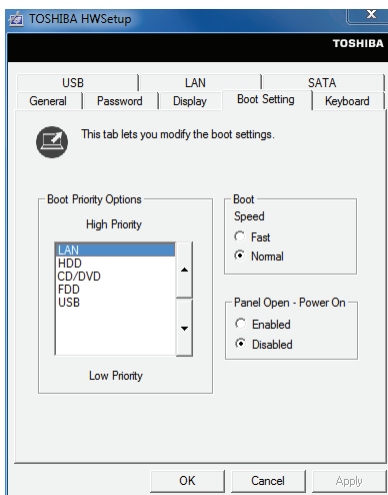 TOSHIBA HWSetup
TOSHIBA
USB LAN SATA
General Password Display Boot Setting Keyboard
This tab lets you modify the boot settings.
Boot Priority Options
High Priority
LAN
HDD
CD/DVD
FDD
USB
Low Priority
Boot
Speed
Fast
Normal
Panel Open - Power On
Enabled
Disabled
OK Cancel Apply